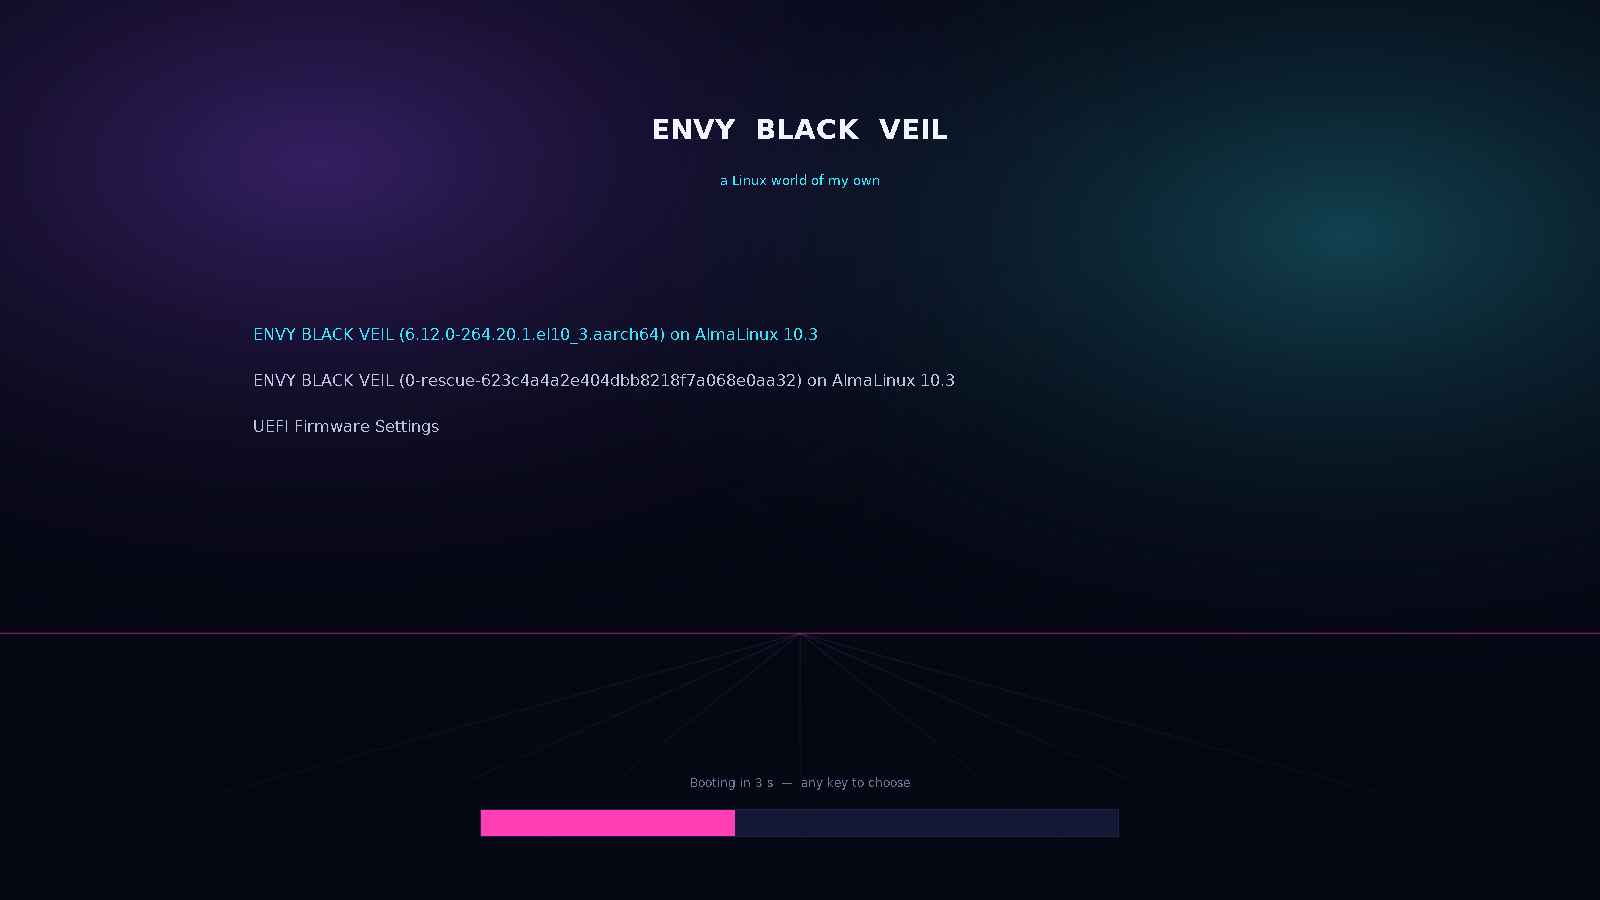 ENVY BLACK VEIL
a Linux world of my own
ENVY BLACK VEIL (6.12.0-264.20.1.el10_3.aarch64) on AlmaLinux 10.3
ENVY BLACK VEIL (0-rescue-623c4a4a2e404dbb8218f7a068e0aa32) on AlmaLinux 10.3
UEFI Firmware Settings
Booting in 3 s — any key to choose